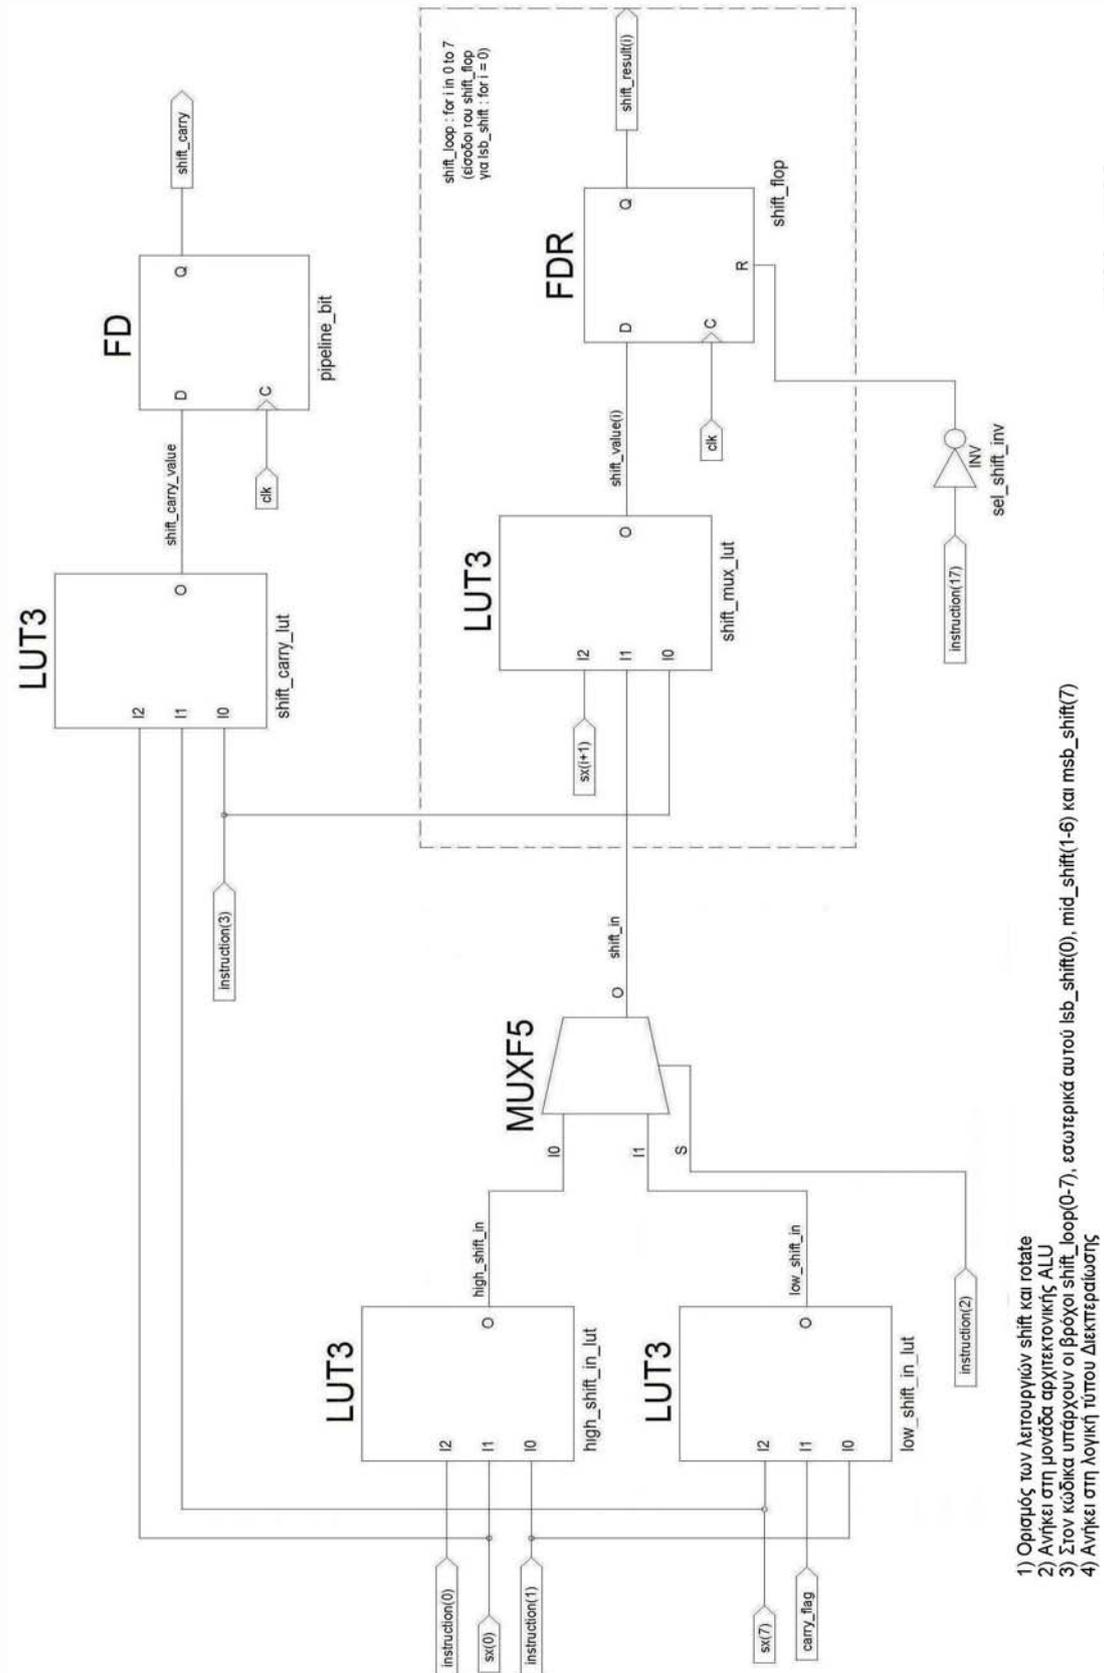 LUT3
I2
I1
I0
O
shift_carry_lut
shift_carry_value
FD
D
Q
C
pipeline_bit
clk
shift_carry
instruction(3)
shift_loop : for i in 0 to 7
(είσοδοι του shift_flop
για lsb_shift : for i = 0)
LUT3
I2
I1
I0
O
shift_mux_lut
sx(i+1)
shift_value(i)
FDR
D
Q
C
R
shift_flop
clk
shift_result(i)
instruction(17)
INV
sel_shift_inv
LUT3
I2
I1
I0
O
high_shift_in_lut
high_shift_in
instruction(0)
sx(0)
instruction(1)
MUXF5
I0
I1
S
O
shift_in
LUT3
I2
I1
I0
O
low_shift_in_lut
low_shift_in
sx(7)
carry_flag
instruction(2)
1) Ορισμός των λειτουργιών shift και rotate
2) Ανήκει στη μονάδα αρχιτεκτονικής ALU
3) Στον κώδικα υπάρχουν οι βρόχοι shift_loop(0-7), εσωτερικά αυτού lsb_shift(0), mid_shift(1-6) και msb_shift(7)
4) Ανήκει στη λογική τύπου Διεκπεραίωσης